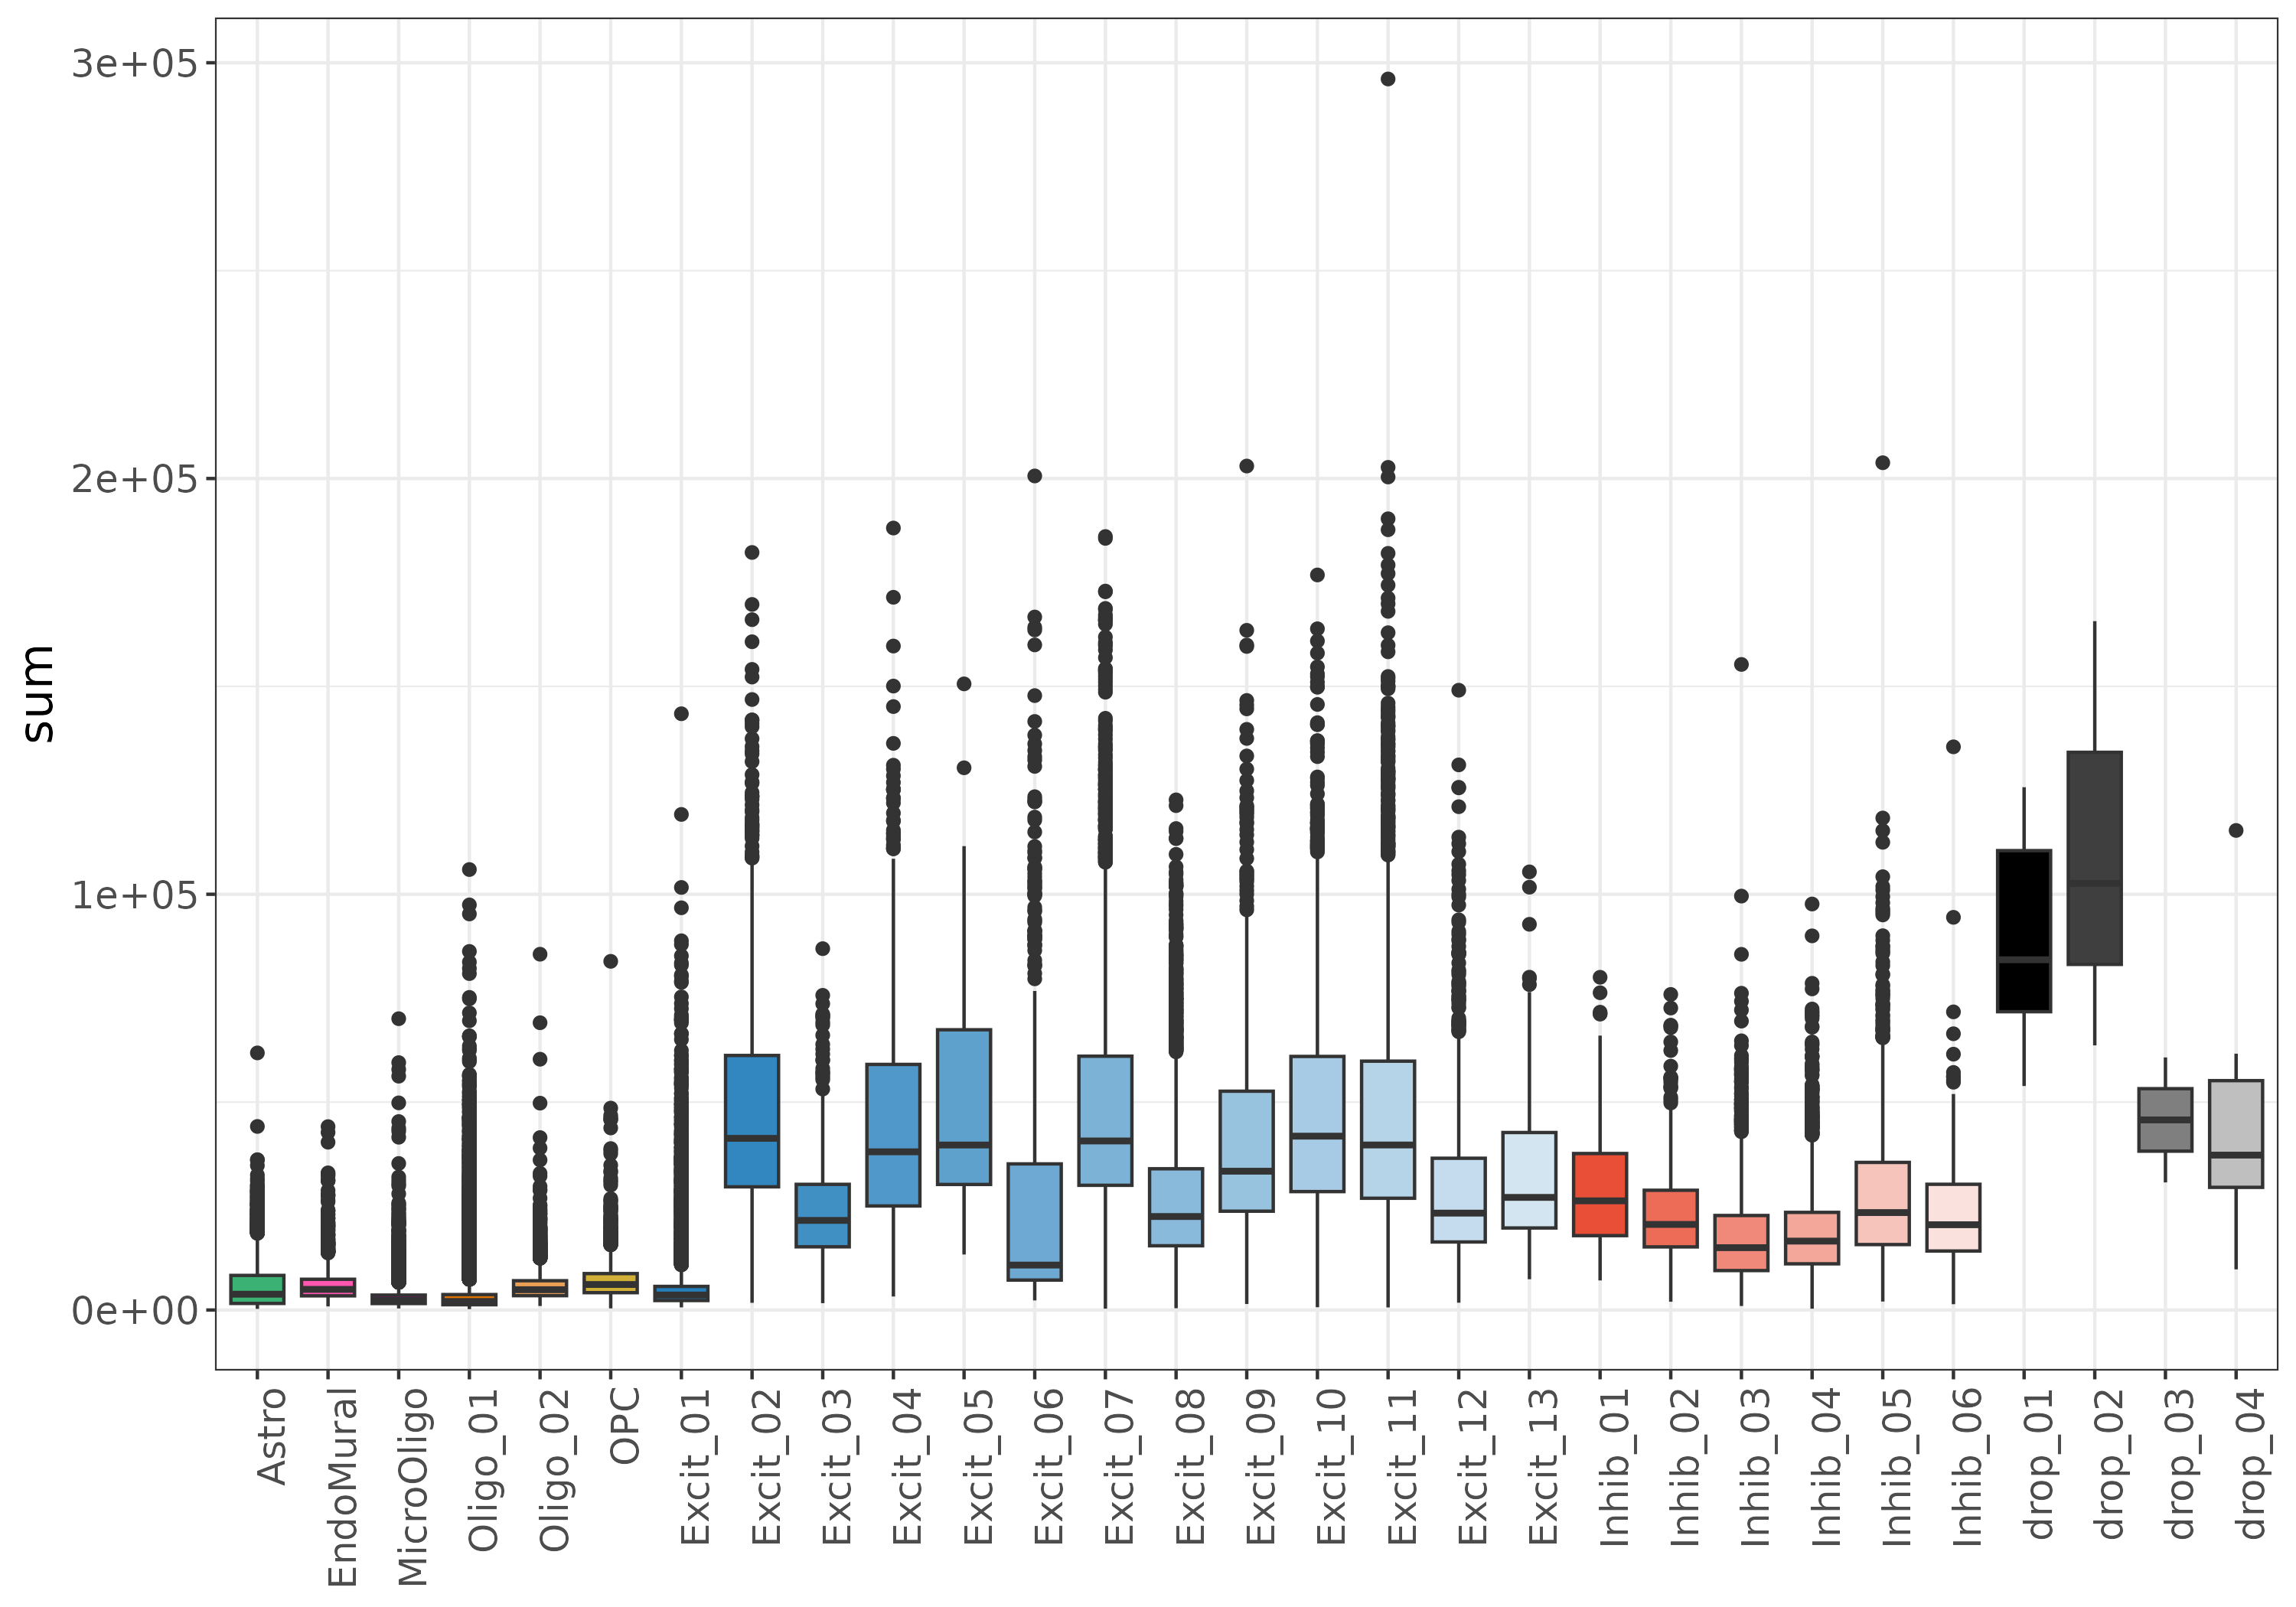 sum
3e+05
2e+05
1e+05
0e+00
Astro
EndoMural
MicroOligo
Oligo_01
Oligo_02
OPC
Excit_01
Excit_02
Excit_03
Excit_04
Excit_05
Excit_06
Excit_07
Excit_08
Excit_09
Excit_10
Excit_11
Excit_12
Excit_13
Inhib_01
Inhib_02
Inhib_03
Inhib_04
Inhib_05
Inhib_06
drop_01
drop_02
drop_03
drop_04